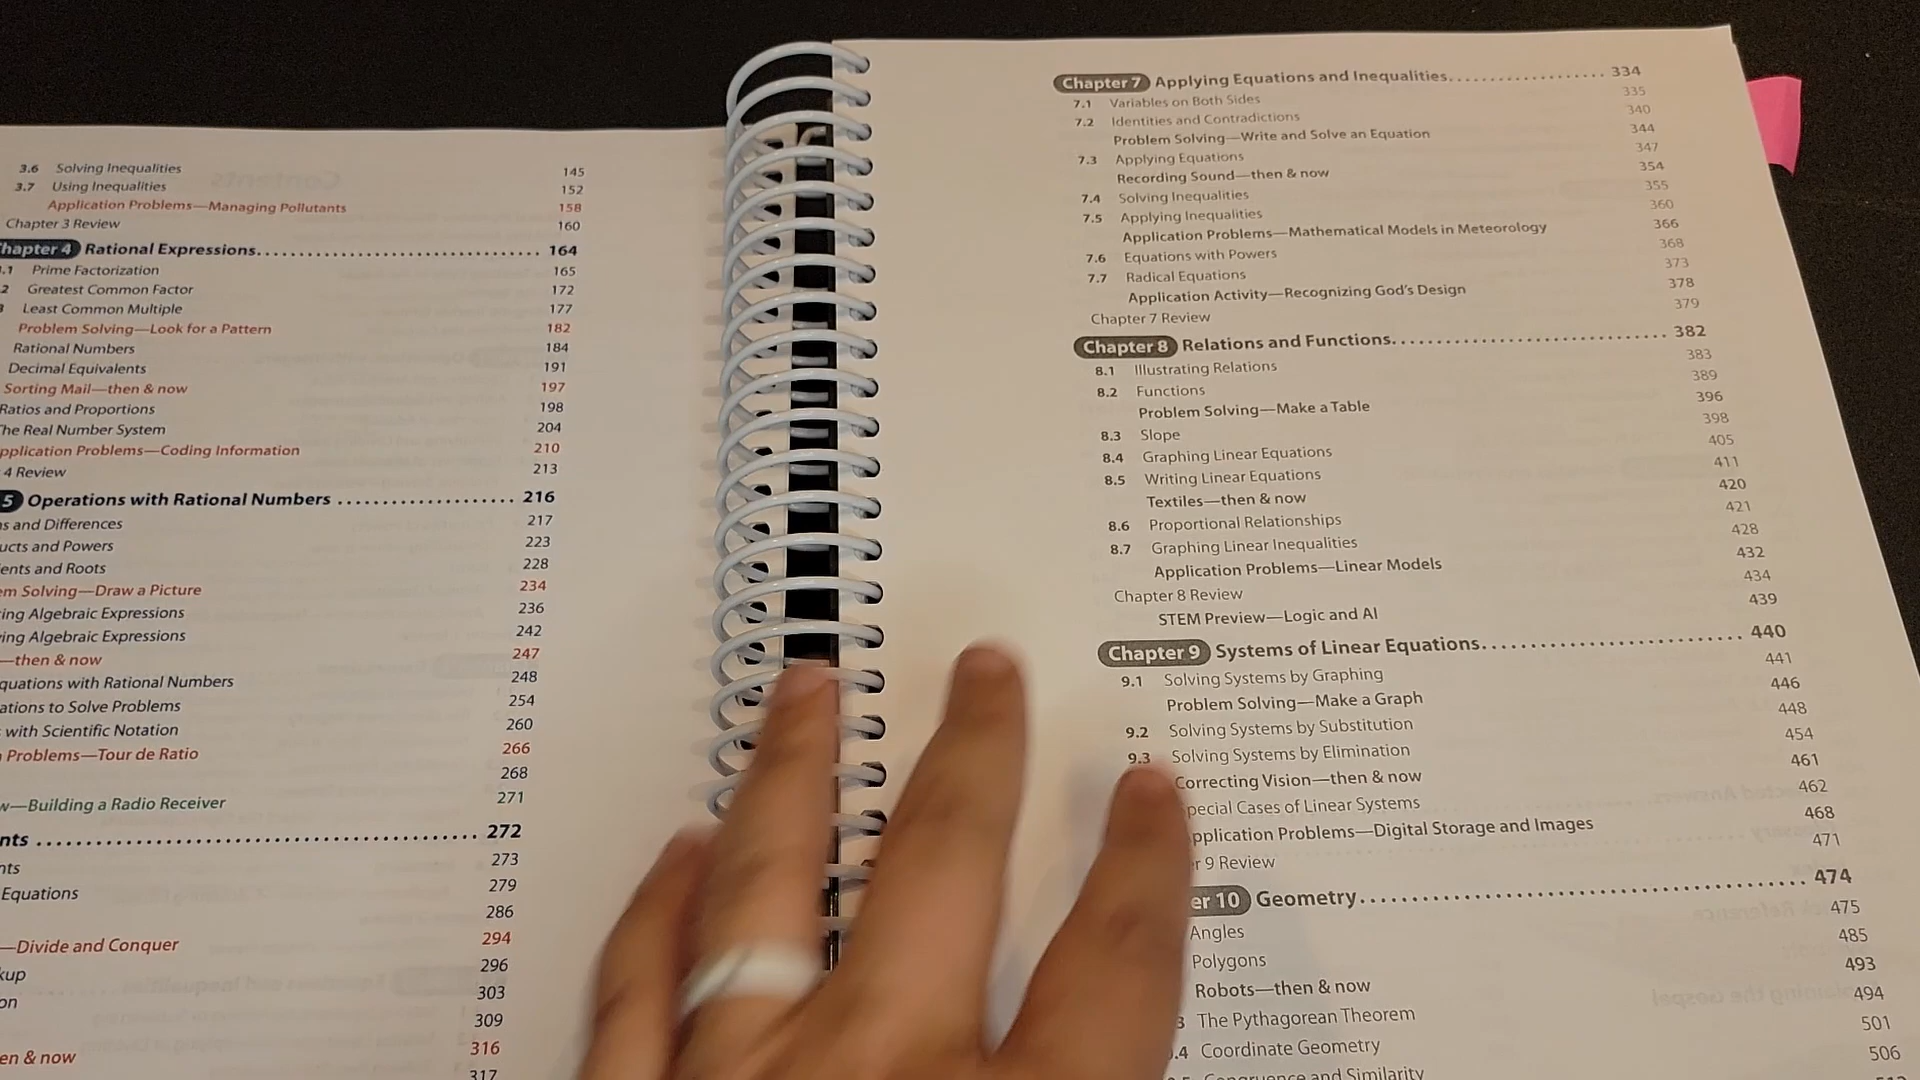 3.6 Solving Inequalities 145
3.7 Using Inequalities 152
Application Problems—Managing Pollutants 158
Chapter 3 Review 160
Chapter 4 Rational Expressions 164
.1 Prime Factorization 165
2 Greatest Common Factor 172
Least Common Multiple 177
Problem Solving—Look for a Pattern 182
Rational Numbers 184
Decimal Equivalents 191
Sorting Mail—then & now 197
Ratios and Proportions 198
The Real Number System 204
pplication Problems—Coding Information 210
4 Review 213
5 Operations with Rational Numbers 216
s and Differences 217
ucts and Powers 223
ents and Roots 228
em Solving—Draw a Picture 234
ing Algebraic Expressions 236
ying Algebraic Expressions 242
—then & now 247
quations with Rational Numbers 248
ations to Solve Problems 254
with Scientific Notation 260
Problems—Tour de Ratio 266
268
w—Building a Radio Receiver 271
nts 272
nts 273
Equations 279
286
—Divide and Conquer 294
kup 296
on 303
309
en & now 316
317
Chapter 7 Applying Equations and Inequalities 334
7.1 Variables on Both Sides 335
7.2 Identities and Contradictions 340
Problem Solving—Write and Solve an Equation 344
7.3 Applying Equations 347
Recording Sound—then & now 354
7.4 Solving Inequalities 355
7.5 Applying Inequalities 360
Application Problems—Mathematical Models in Meteorology 366
7.6 Equations with Powers 368
7.7 Radical Equations 373
Application Activity—Recognizing God's Design 378
Chapter 7 Review 379
Chapter 8 Relations and Functions 382
8.1 Illustrating Relations 383
8.2 Functions 389
Problem Solving—Make a Table 396
8.3 Slope 398
8.4 Graphing Linear Equations 405
8.5 Writing Linear Equations 411
Textiles—then & now 420
8.6 Proportional Relationships 421
8.7 Graphing Linear Inequalities 428
Application Problems—Linear Models 432
Chapter 8 Review 434
STEM Preview—Logic and AI 439
Chapter 9 Systems of Linear Equations 440
9.1 Solving Systems by Graphing 441
Problem Solving—Make a Graph 446
9.2 Solving Systems by Substitution 448
9.3 Solving Systems by Elimination 454
Correcting Vision—then & now 461
pecial Cases of Linear Systems 462
pplication Problems—Digital Storage and Images 468
r 9 Review 471
er 10 Geometry 474
Angles 475
Polygons 485
Robots—then & now 493
3 The Pythagorean Theorem 494
.4 Coordinate Geometry 501
Congruence and Similarity 506